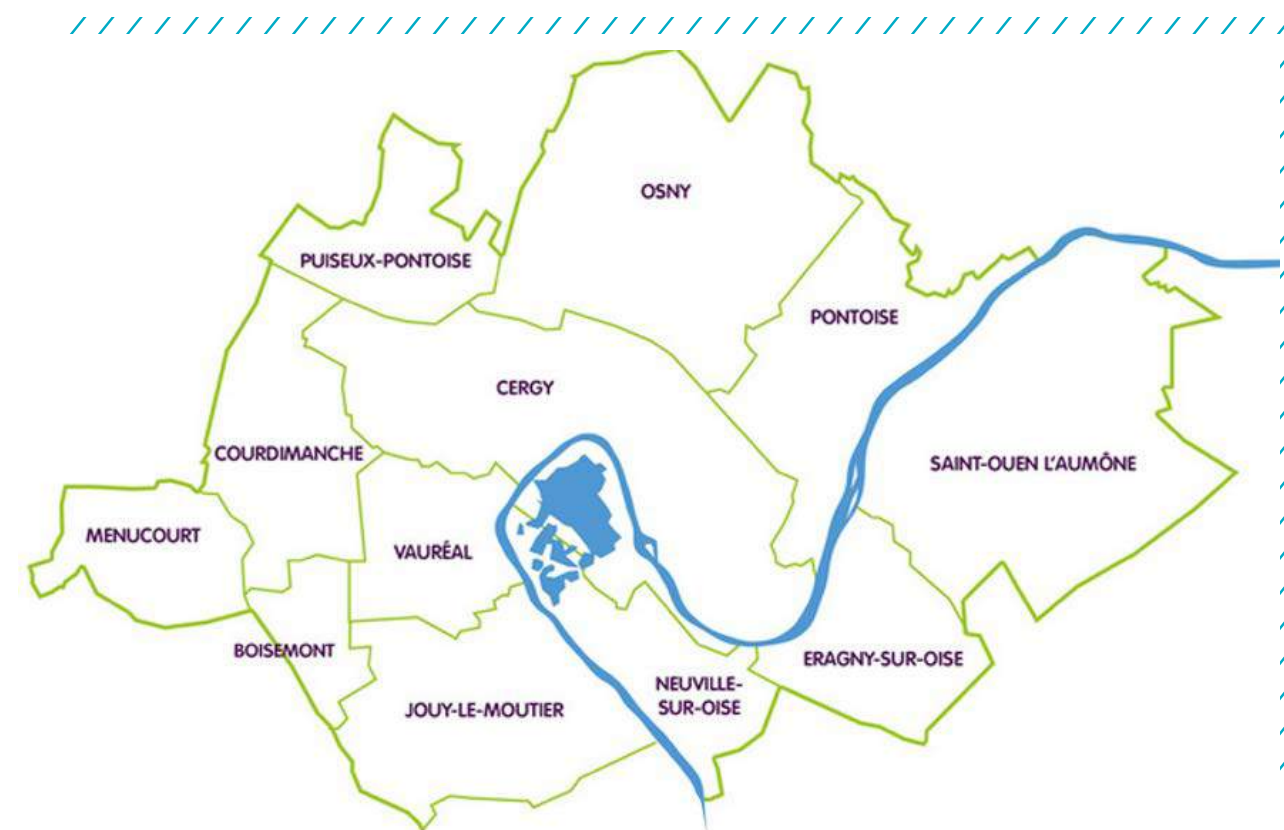 OSNY
PUISEUX-PONTOISE
PONTOISE
CERGY
COURDIMANCHE
SAINT-OUEN L'AUMÔNE
MENUCOURT
VAURÉAL
BOISEMONT
ERAGNY-SUR-OISE
NEUVILLE-
SUR-OISE
JOUY-LE-MOUTIER